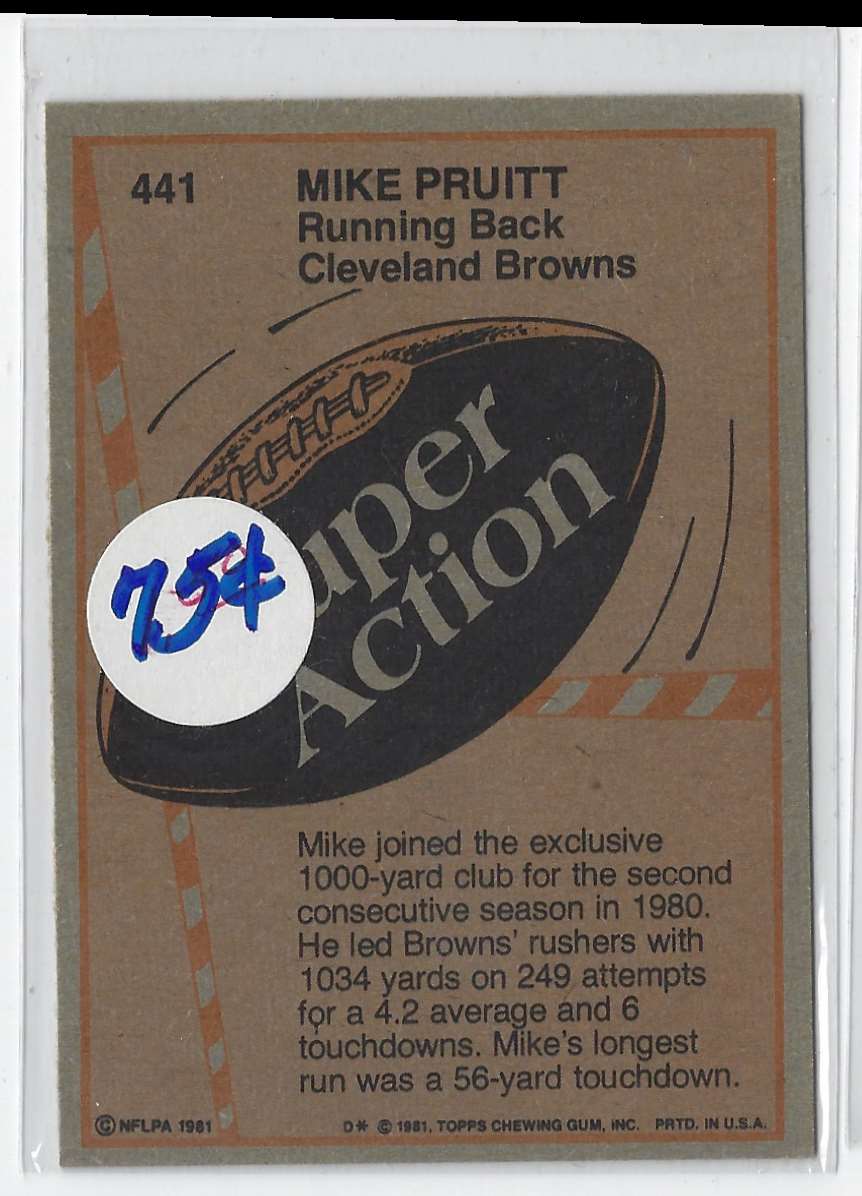 441
MIKE PRUITT
Running Back
Cleveland Browns
uper
Action
75¢
Mike joined the exclusive
1000-yard club for the second
consecutive season in 1980.
He led Browns' rushers with
1034 yards on 249 attempts
for a 4.2 average and 6
touchdowns. Mike's longest
run was a 56-yard touchdown.
© NFLPA 1981
D* © 1981, TOPPS CHEWING GUM, INC. PRTD. IN U.S.A.